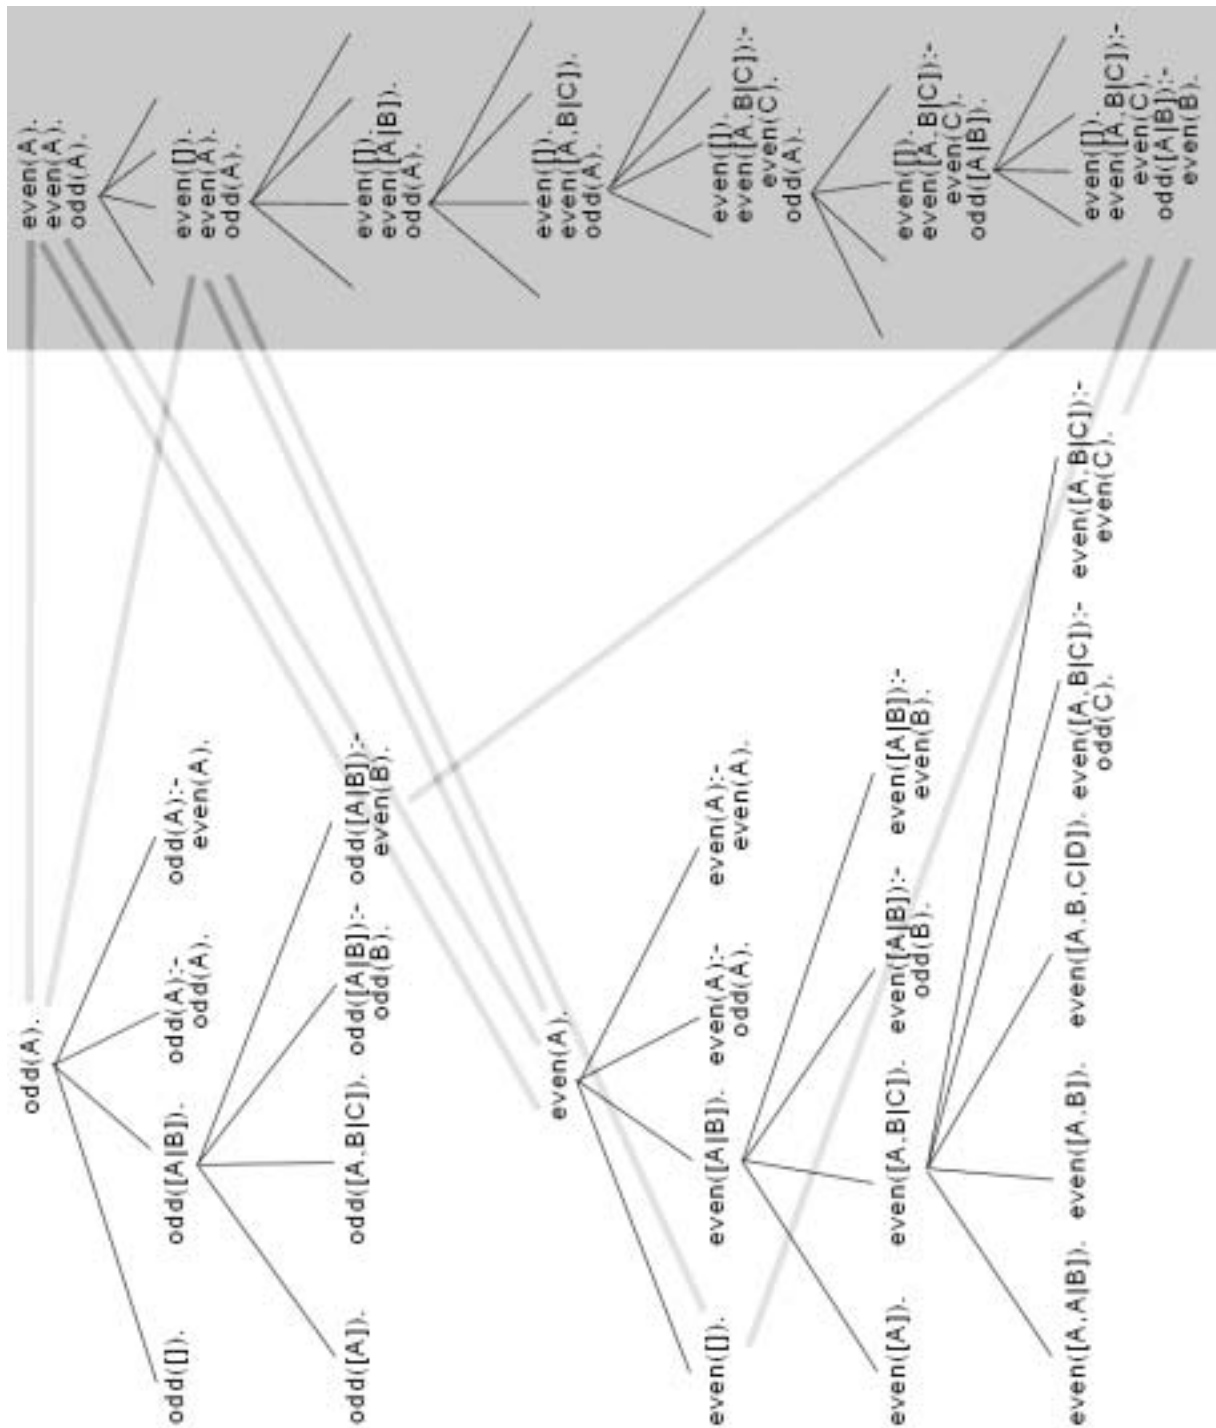 odd(A).
odd([]).
odd([A|B]).
odd(A):-
odd(A).
odd(A):-
even(A).
odd([A]).
odd([A,B|C]).
odd([A|B]):-
odd(B).
odd([A|B]):-
even(B).
even(A).
even([]).
even([A|B]).
even(A):-
odd(A).
even(A):-
even(A).
even([A]).
even([A,B|C]).
even([A|B]):-
odd(B).
even([A|B]):-
even(B).
even([A,A|B]).
even([A,B]).
even([A,B,C|D]).
even([A,B|C]):-
odd(C).
even([A,B|C]):-
even(C).
even(A).
even(A).
odd(A).
even([]).
even(A).
odd(A).
even([]).
even([A|B]).
odd(A).
even([]).
even([A,B|C]).
odd(A).
even([]).
even([A,B|C]):-
even(C).
odd(A).
even([]).
even([A,B|C]):-
even(C).
odd([A|B]).
even([]).
even([A,B|C]):-
even(C).
odd([A|B]):-
even(B).